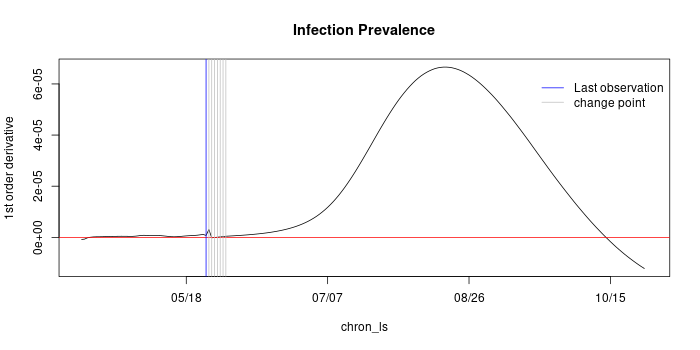 Infection Prevalence
1st order derivative
6e-05
4e-05
2e-05
0e+00
Last observation
change point
05/18
07/07
08/26
10/15
chron_ls